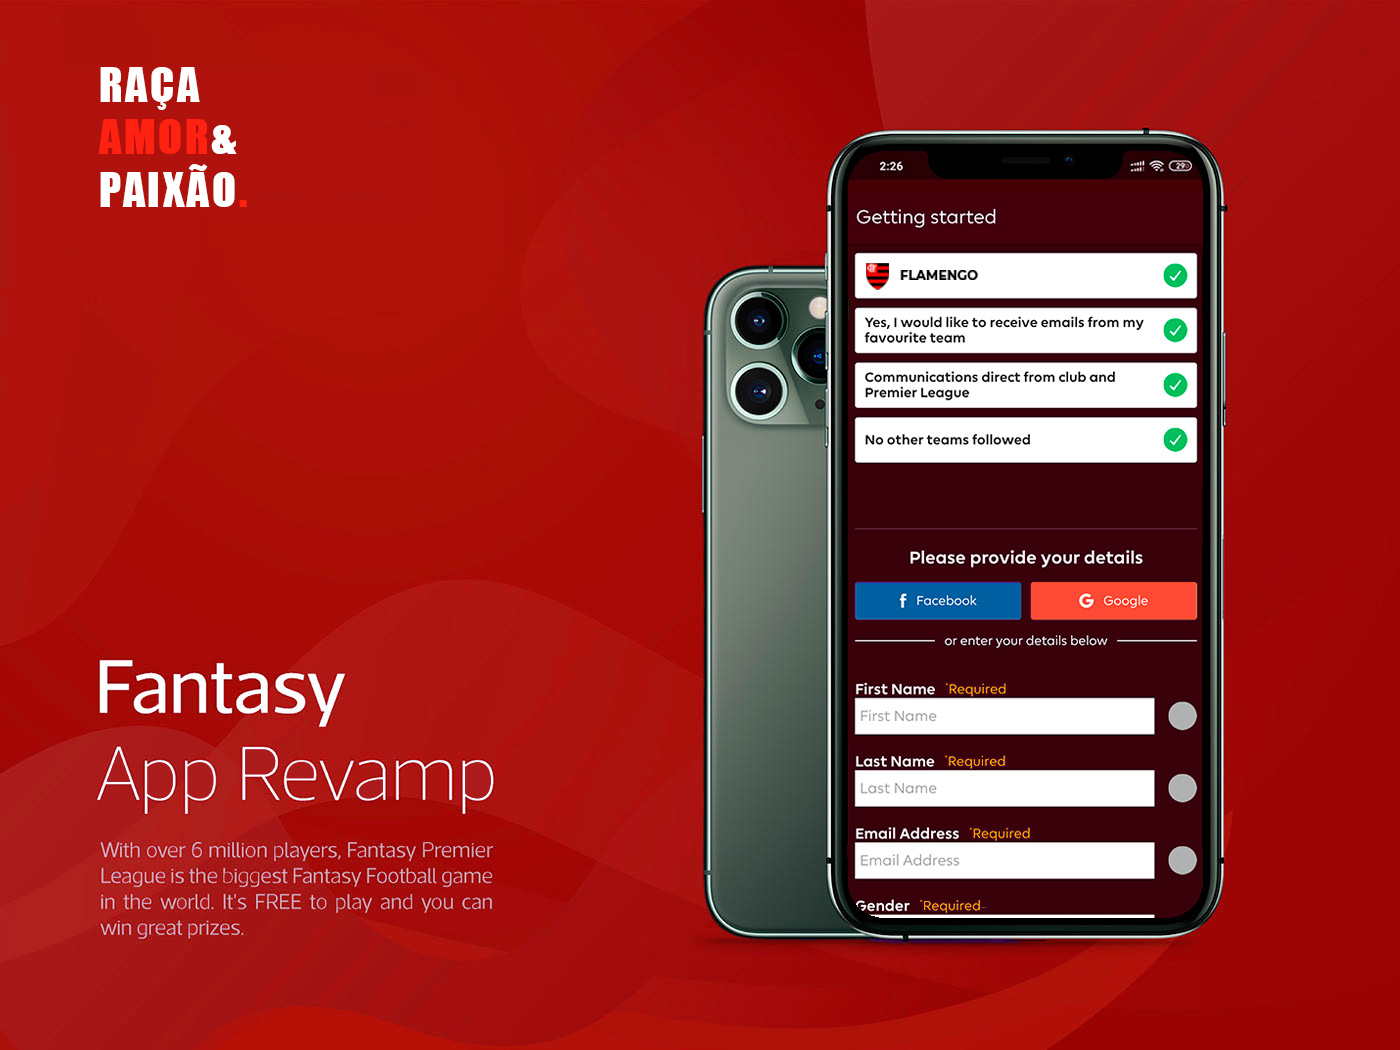 RAÇA
AMOR&
PAIXÃO.
Fantasy
App Revamp
With over 6 million players, Fantasy Premier
League is the biggest Fantasy Football game
in the world. It's FREE to play and you can
win great prizes.
2:26
29
Getting started
FLAMENGO
Yes, I would like to receive emails from my
favourite team
Communications direct from club and
Premier League
No other teams followed
Please provide your details
f Facebook
G Google
or enter your details below
First Name *Required
First Name
Last Name *Required
Last Name
Email Address *Required
Email Address
Gender *Required